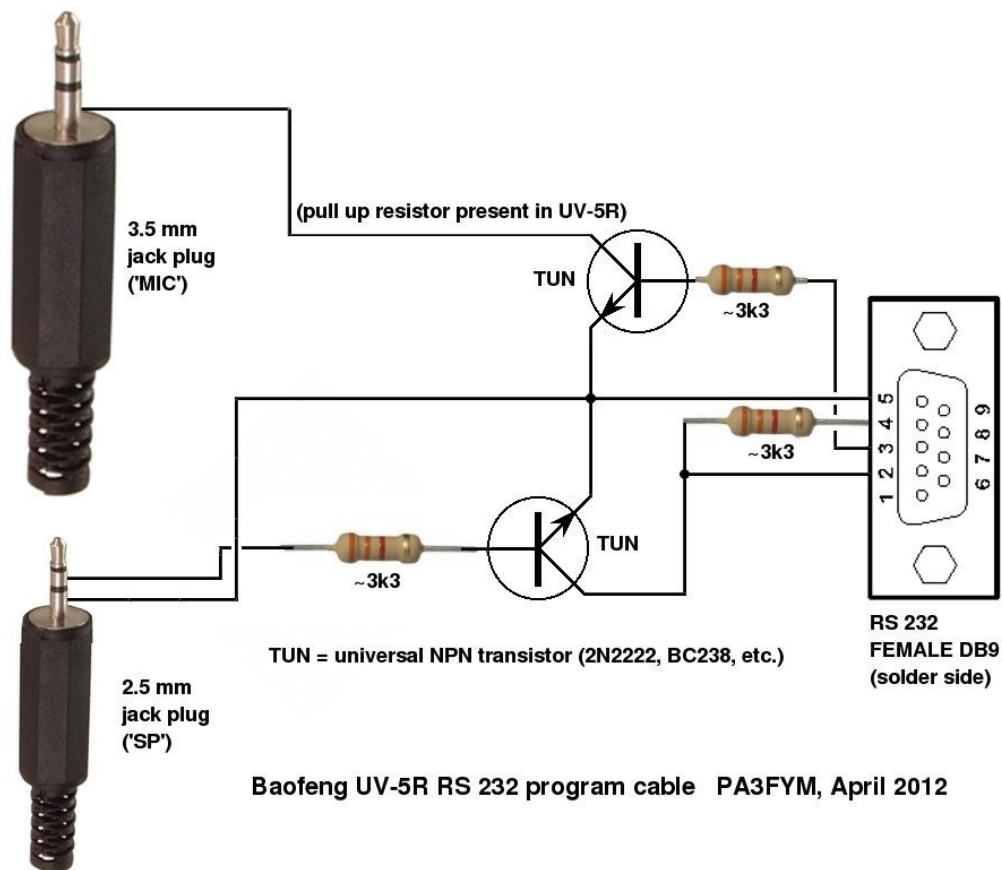 (pull up resistor present in UV-5R)
3.5 mm
jack plug
('MIC')
TUN
~3k3
5
4
3
2
1
9
8
7
6
~3k3
TUN
~3k3
RS 232
FEMALE DB9
(solder side)
TUN = universal NPN transistor (2N2222, BC238, etc.)
2.5 mm
jack plug
('SP')
Baofeng UV-5R RS 232 program cable PA3FYM, April 2012